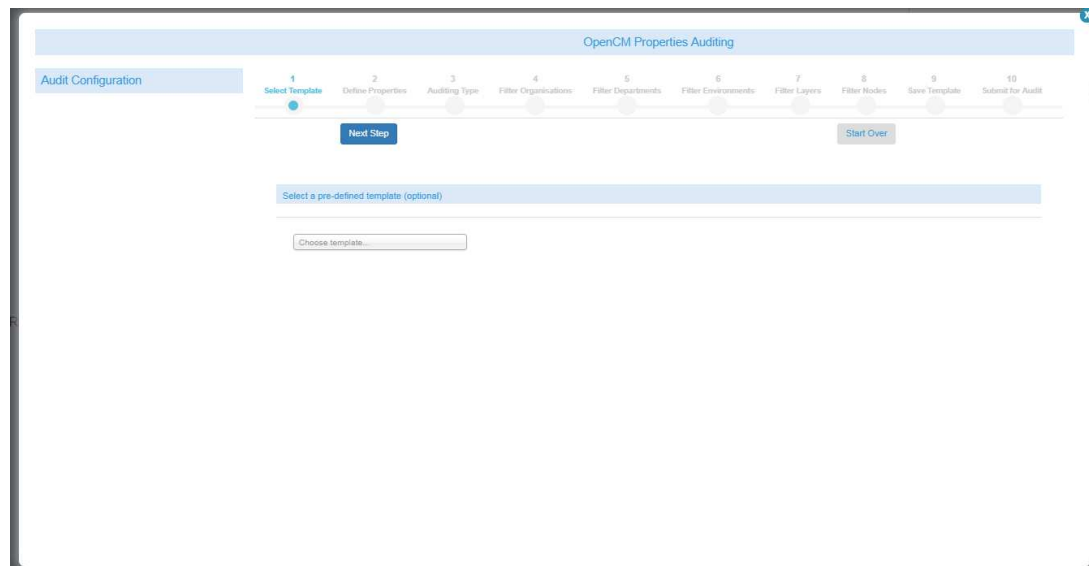 OpenCM Properties Auditing
Audit Configuration
1 2 3 4 5 6 7 8 9 10
Select Template Define Properties Auditing Type Filter Organisations Filter Departments Filter Environments Filter Layers Filter Nodes Save Template Submit for Audit
Next Step Start Over
Select a pre-defined template (optional)
Choose template...
R